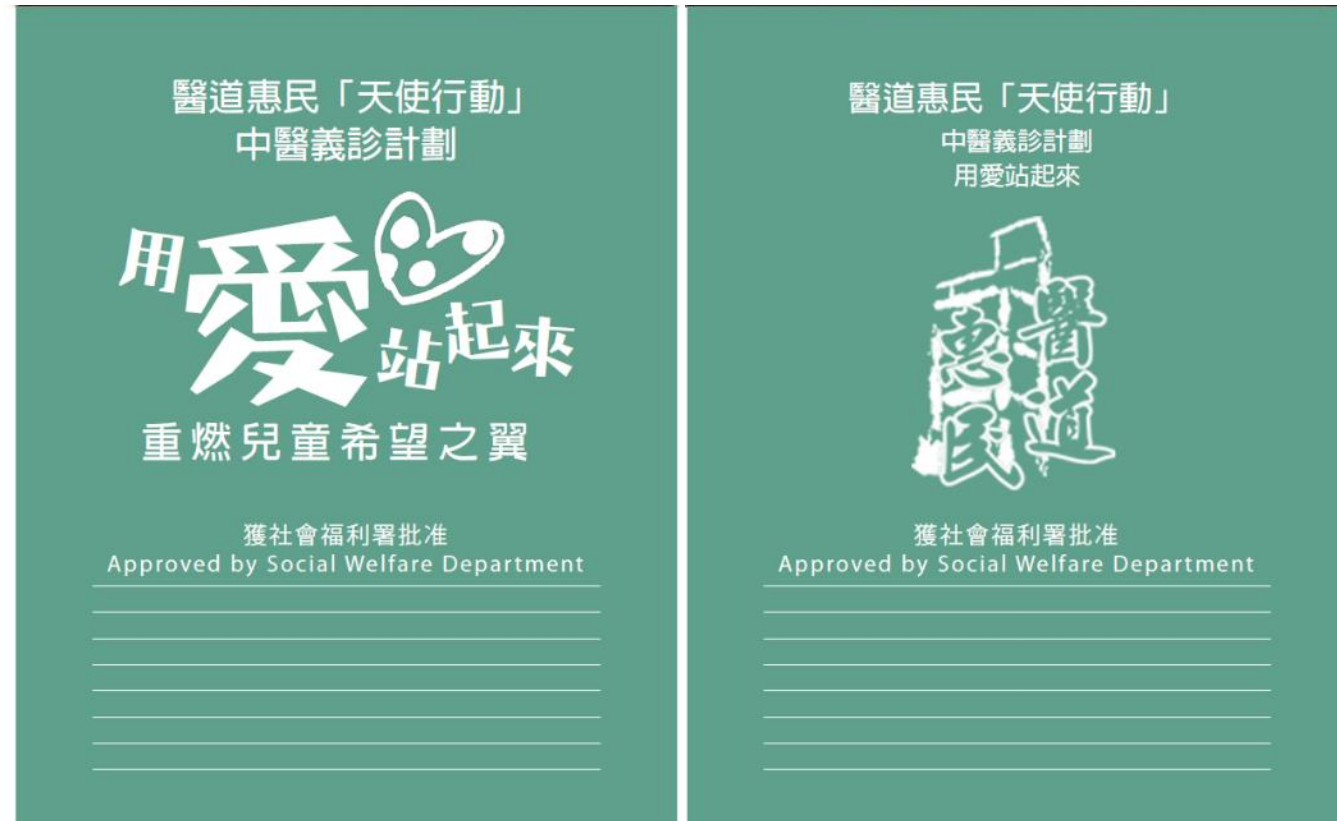 醫道惠民「天使行動」
中醫義診計劃
用愛站起來
重燃兒童希望之翼
獲社會福利署批准
Approved by Social Welfare Department
醫道惠民「天使行動」
中醫義診計劃
用愛站起來
醫道
惠民
獲社會福利署批准
Approved by Social Welfare Department